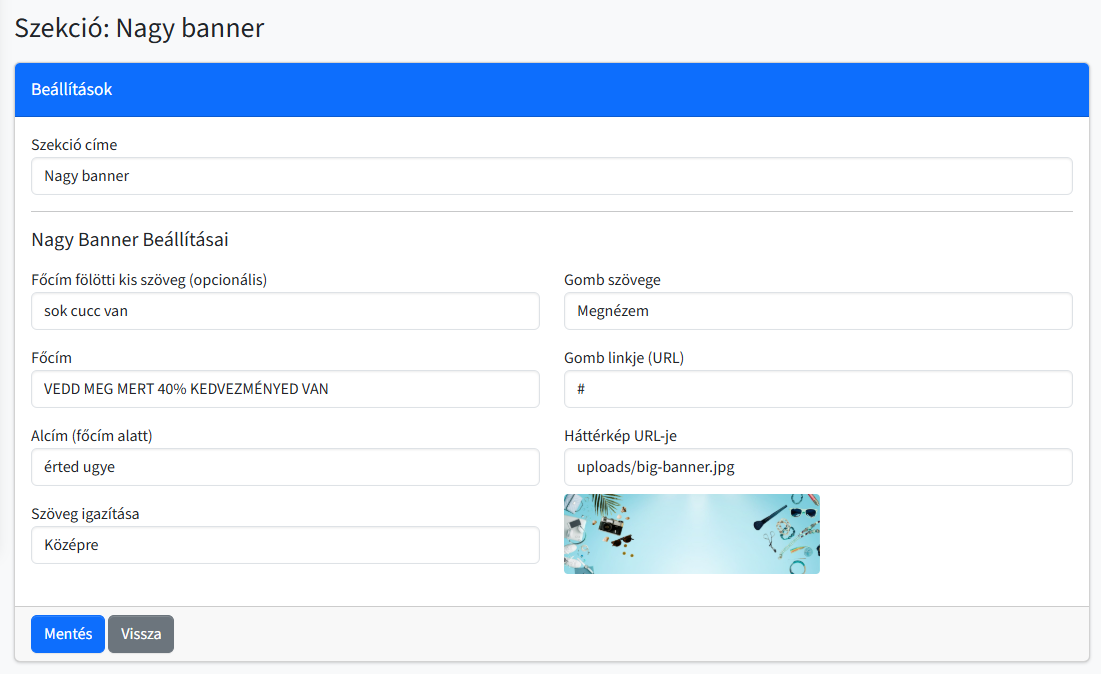 Szekció: Nagy banner
Beállítások
Szekció címe
Nagy banner
Nagy Banner Beállításai
Főcím fölötti kis szöveg (opcionális)
sok cucc van
Főcím
VEDD MEG MERT 40% KEDVEZMÉNYED VAN
Alcím (főcím alatt)
érted ugye
Szöveg igazítása
Középre
Gomb szövege
Megnézem
Gomb linkje (URL)
#
Háttérkép URL-je
uploads/big-banner.jpg
Mentés
Vissza